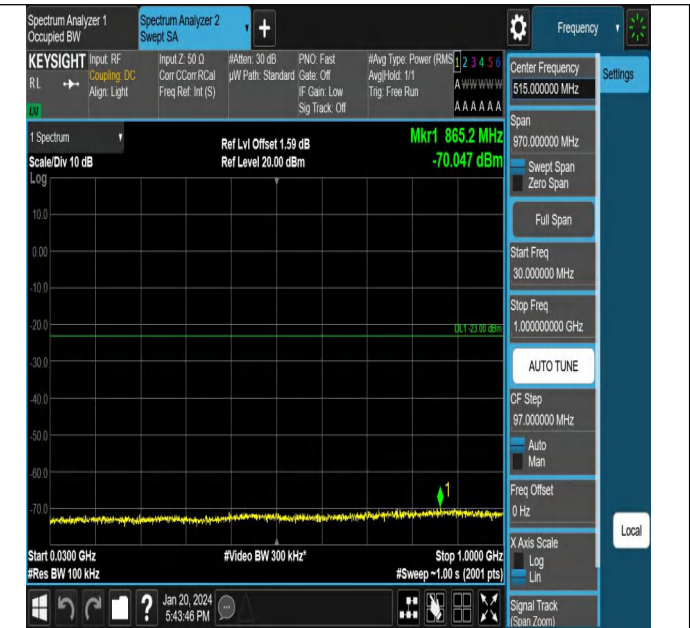 Spectrum Analyzer 1
Occupied BW
Spectrum Analyzer 2
Swept SA
Frequency
KEYSIGHT
RL
LXI
Input: RF
Coupling: DC
Align: Light
Input Z: 50 Ω
Corr CCorr RCal
Freq Ref: Int (S)
#Atten: 30 dB
µW Path: Standard
PNO: Fast
Gate: Off
IF Gain: Low
Sig Track: Off
#Avg Type: Power (RMS
Avg|Hold: 1/1
Trig: Free Run
1 2 3 4 5 6
A W W W W W
A A A A A A
Center Frequency
515.000000 MHz
Settings
Span
970.000000 MHz
Swept Span
Zero Span
Full Span
Start Freq
30.000000 MHz
Stop Freq
1.000000000 GHz
AUTO TUNE
CF Step
97.000000 MHz
Auto
Man
Freq Offset
0 Hz
X Axis Scale
Log
Lin
Signal Track
(Span Zoom)
Local
1 Spectrum
Scale/Div 10 dB
Log
Ref Lvl Offset 1.59 dB
Ref Level 20.00 dBm
Mkr1 865.2 MHz
-70.047 dBm
10.0
0.00
-10.0
-20.0
DL1 -23.00 dBm
-30.0
-40.0
-50.0
-60.0
1
-70.0
Start 0.0300 GHz
#Res BW 100 kHz
#Video BW 300 kHz*
Stop 1.0000 GHz
#Sweep ~1.00 s (2001 pts)
?
Jan 20, 2024
5:43:46 PM